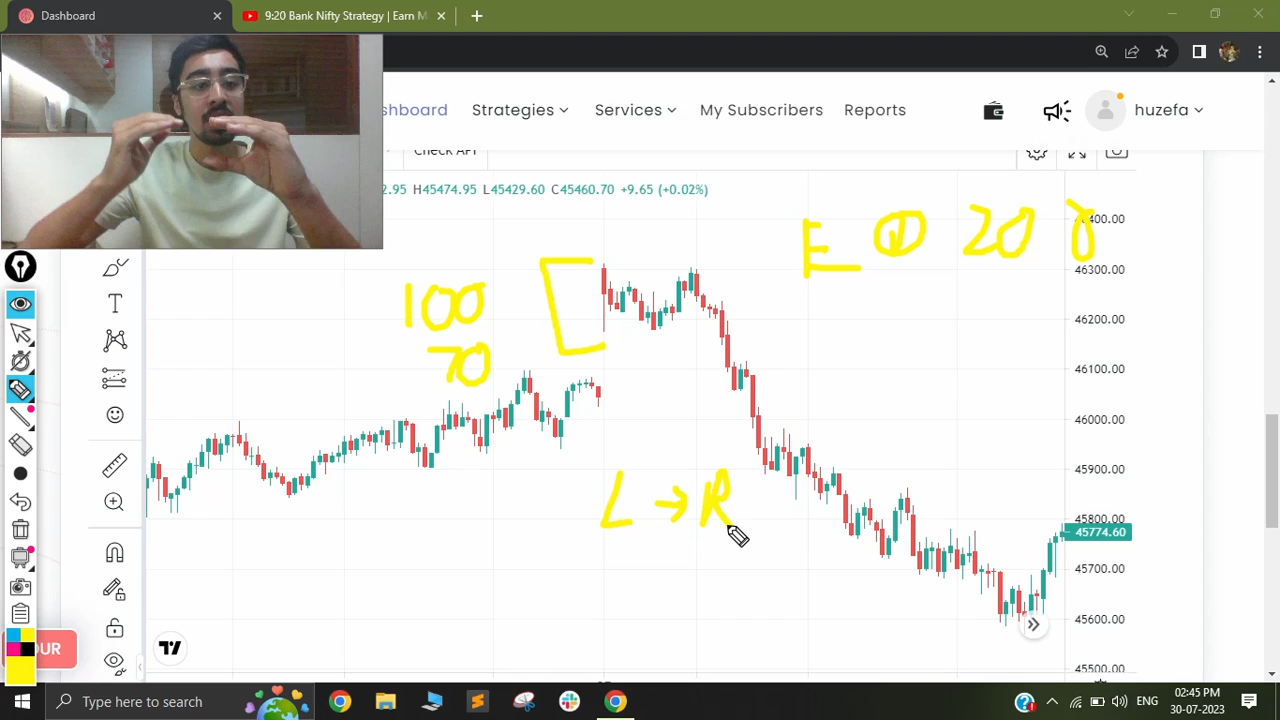 Dashboard
9:20 Bank Nifty Strategy | Earn M
dashboard
Strategies
Services
My Subscribers
Reports
huzefa
Check API
2.95 H45474.95 L45429.60 C45460.70 +9.65 (+0.02%)
E @ 20
100
70
L → R
46300.00
46200.00
46100.00
46000.00
45900.00
45800.00
45774.60
45700.00
45600.00
45500.00
OUR
Type here to search
ENG
02:45 PM
30-07-2023